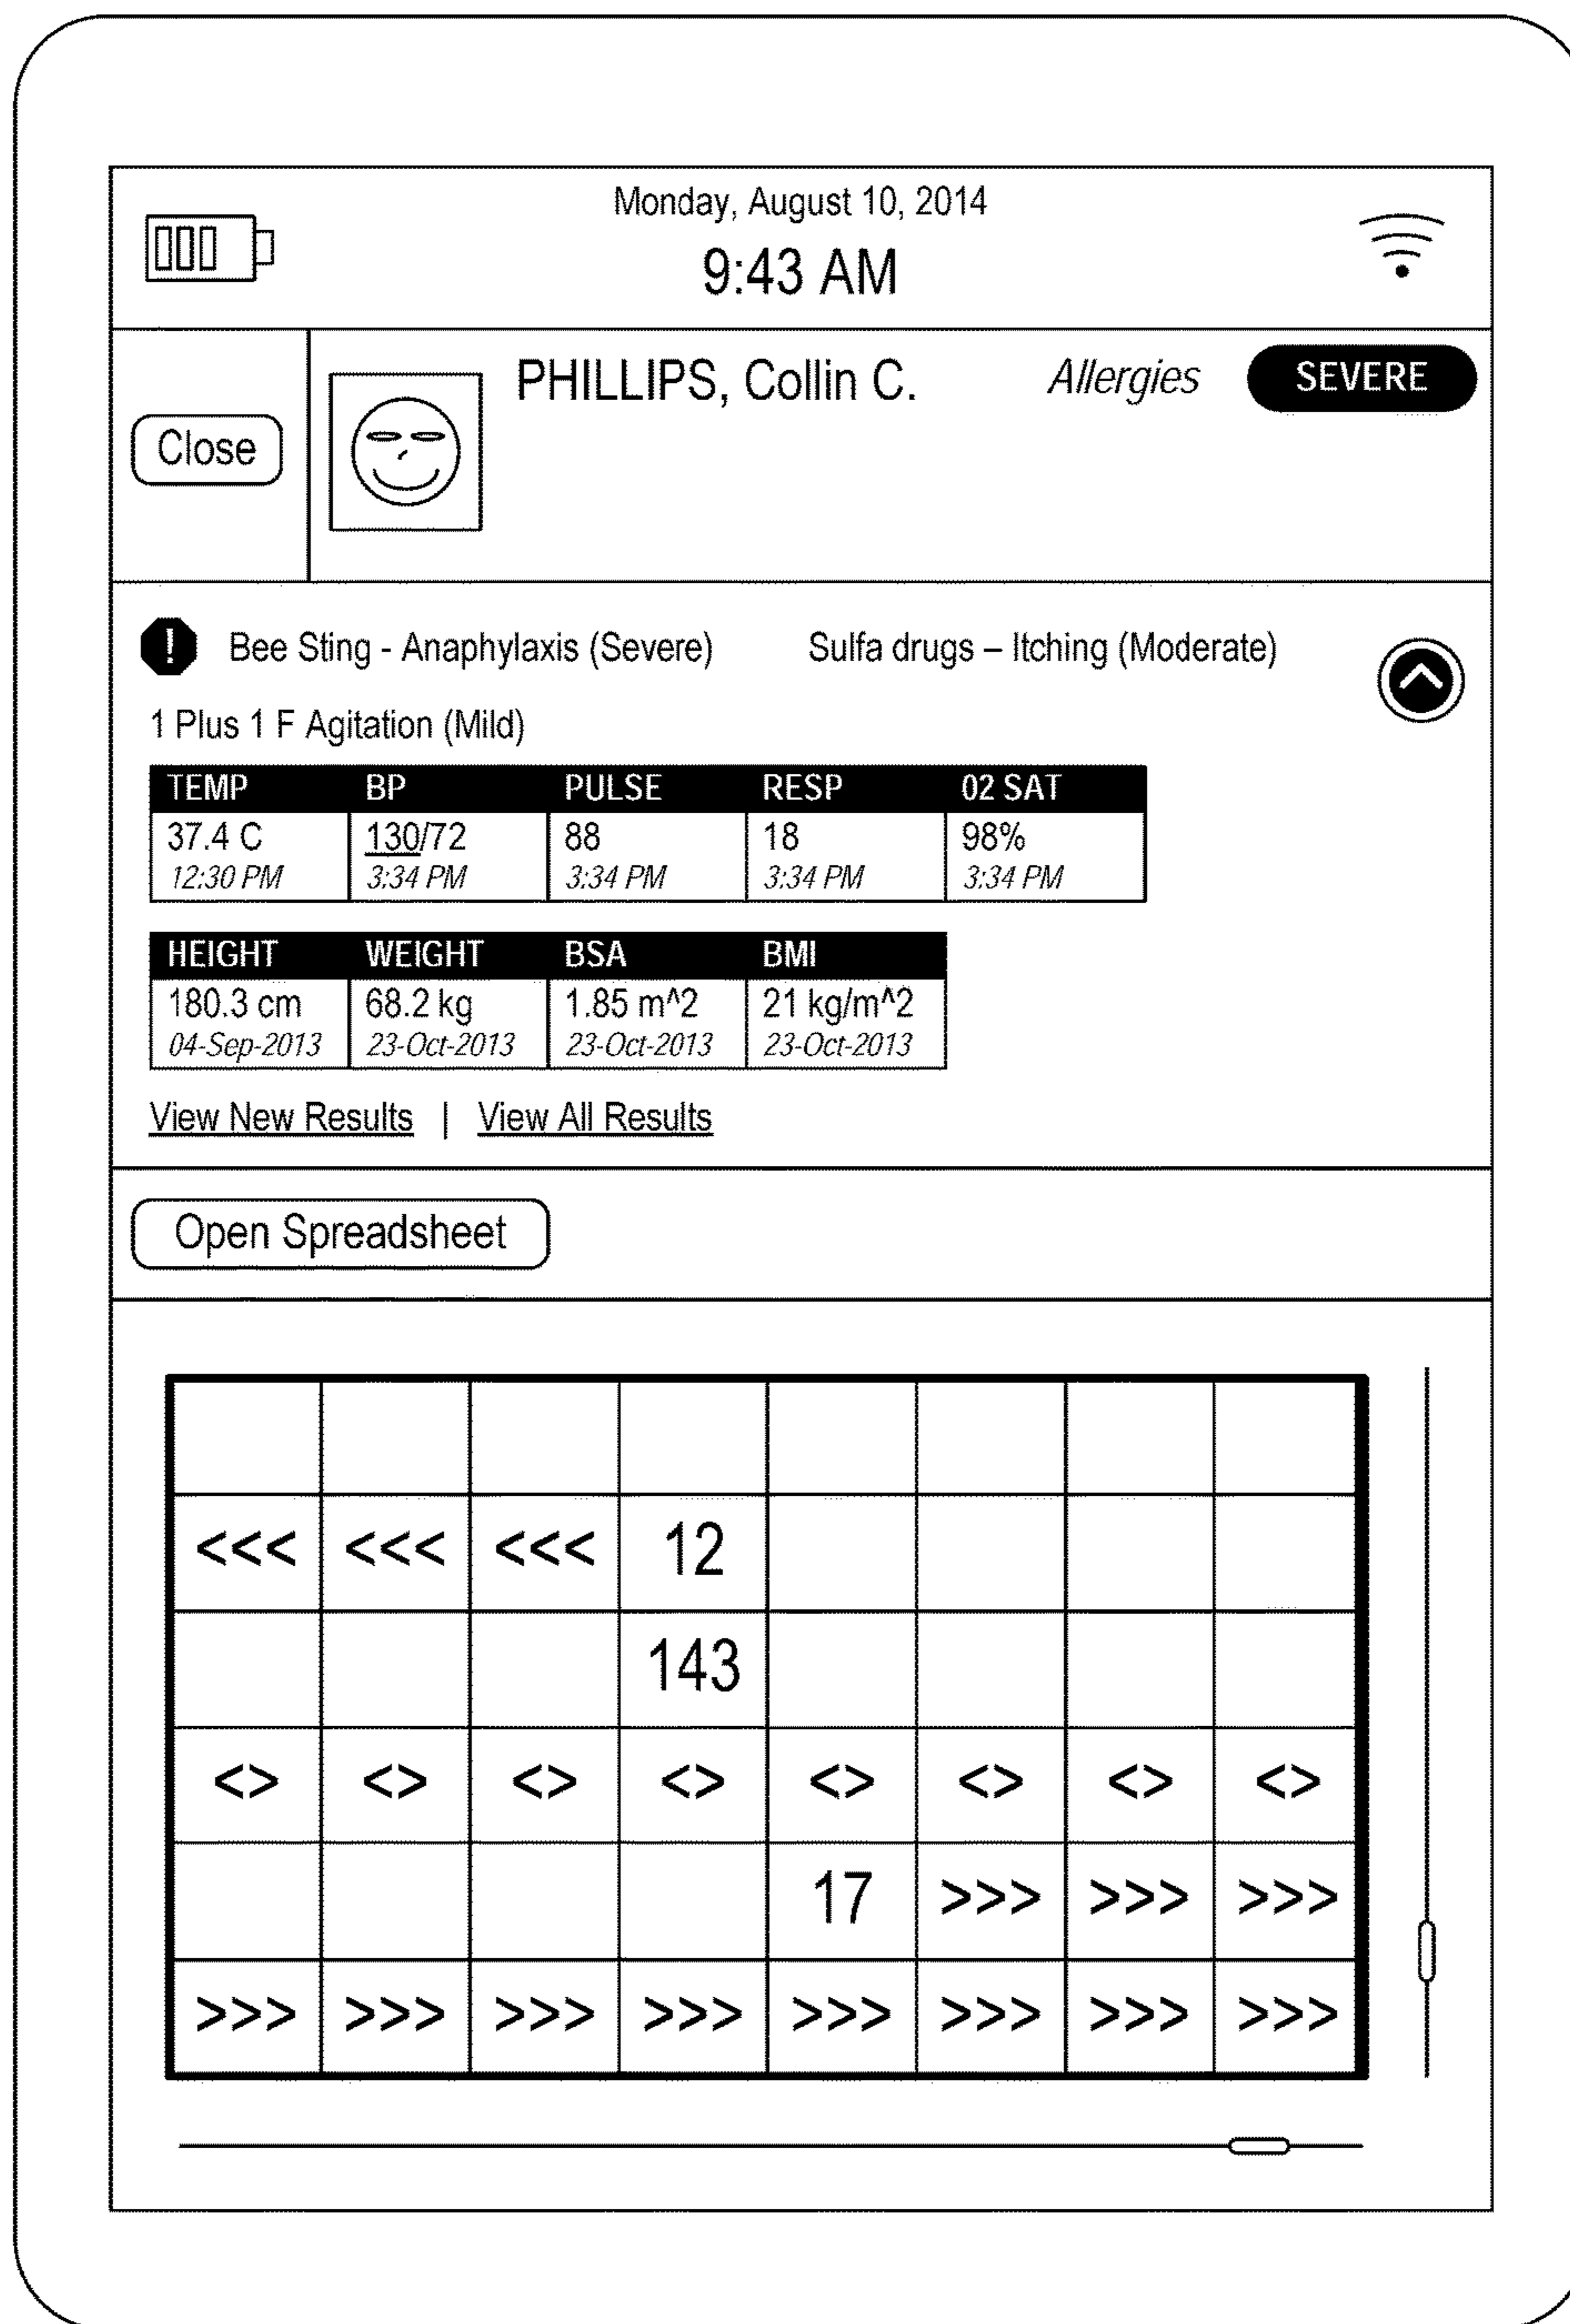 Monday, August 10, 2014
9:43 AM
Close
PHILLIPS, Collin C. Allergies SEVERE
! Bee Sting - Anaphylaxis (Severe) Sulfa drugs – Itching (Moderate)
1 Plus 1 F Agitation (Mild)
TEMP BP PULSE RESP 02 SAT
37.4 C 130/72 88 18 98%
12:30 PM 3:34 PM 3:34 PM 3:34 PM 3:34 PM
HEIGHT WEIGHT BSA BMI
180.3 cm 68.2 kg 1.85 m^2 21 kg/m^2
04-Sep-2013 23-Oct-2013 23-Oct-2013 23-Oct-2013
View New Results | View All Results
Open Spreadsheet
<<< <<< <<< 12
143
<> <> <> <> <> <> <> <>
17 >>> >>> >>>
>>> >>> >>> >>> >>> >>> >>> >>>